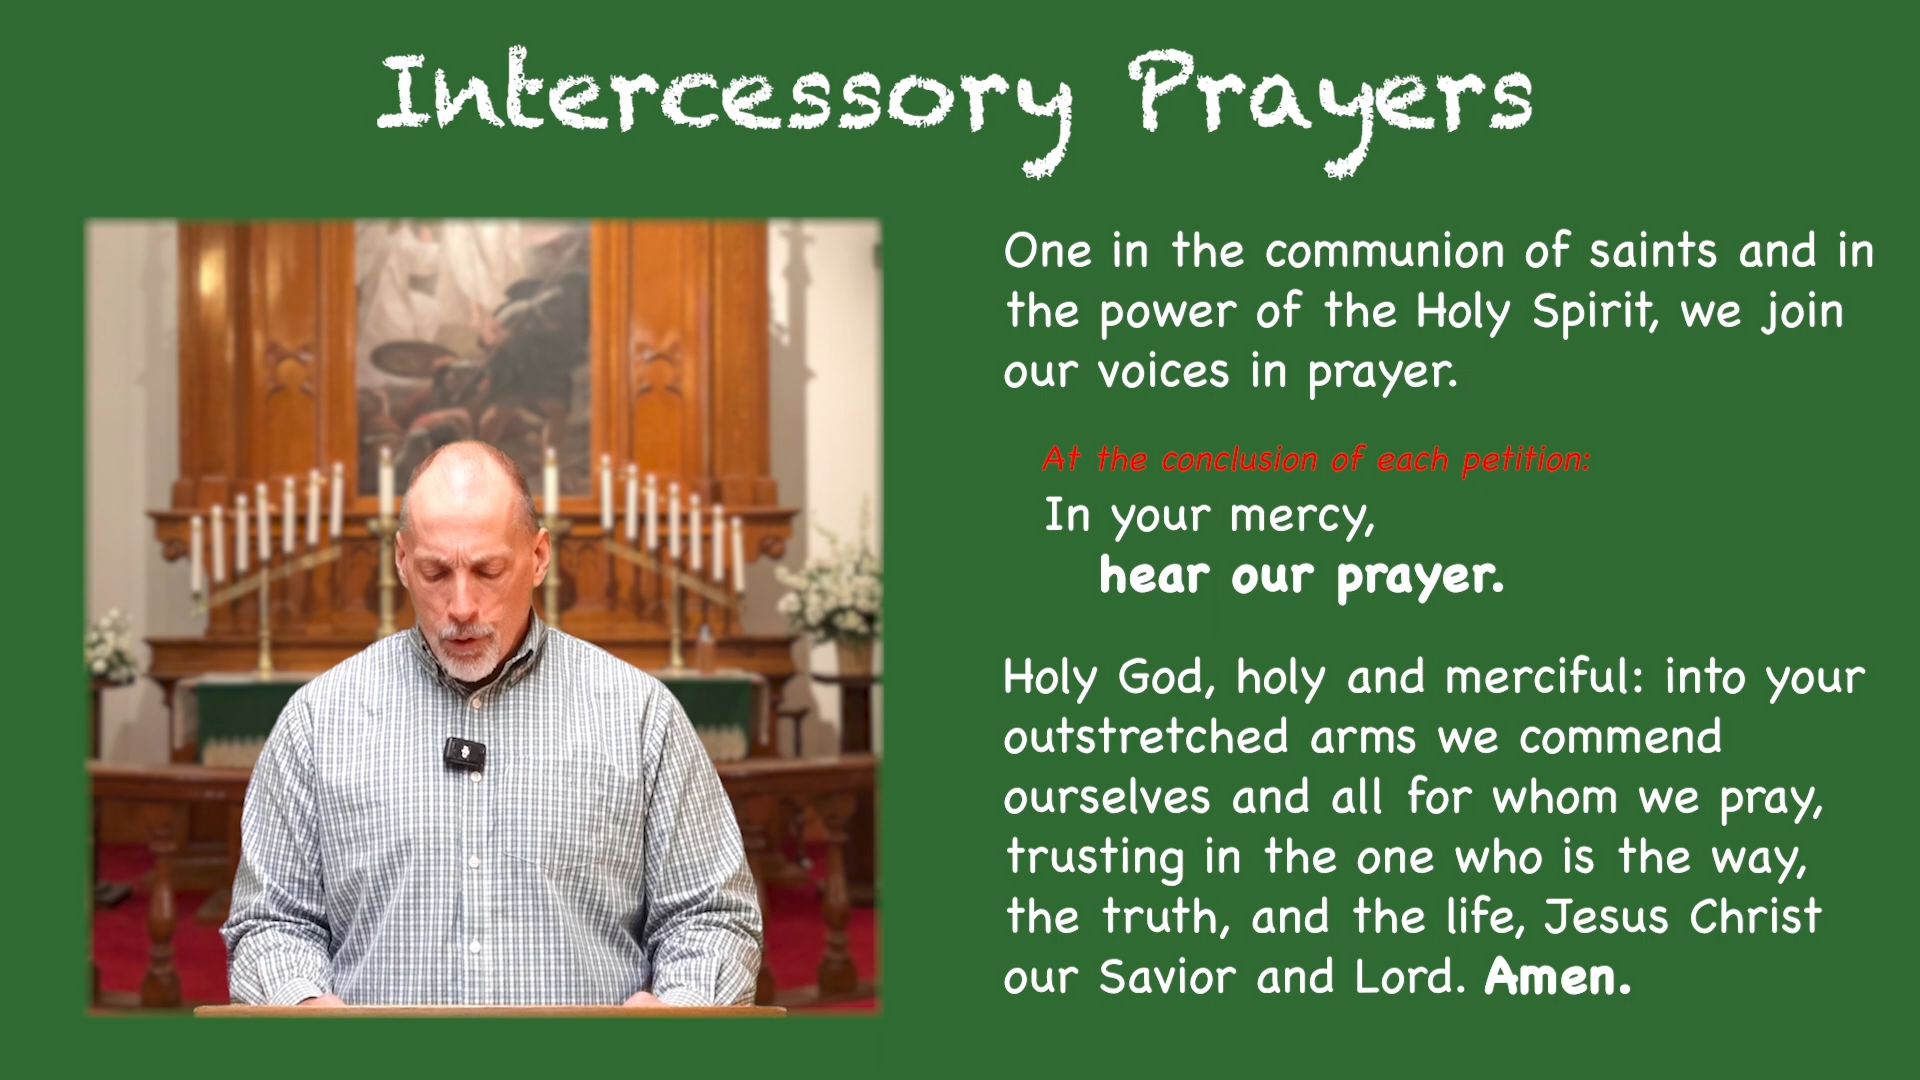 Intercessory Prayers
One in the communion of saints and in
the power of the Holy Spirit, we join
our voices in prayer.
At the conclusion of each petition:
In your mercy,
hear our prayer.
Holy God, holy and merciful: into your
outstretched arms we commend
ourselves and all for whom we pray,
trusting in the one who is the way,
the truth, and the life, Jesus Christ
our Savior and Lord. Amen.